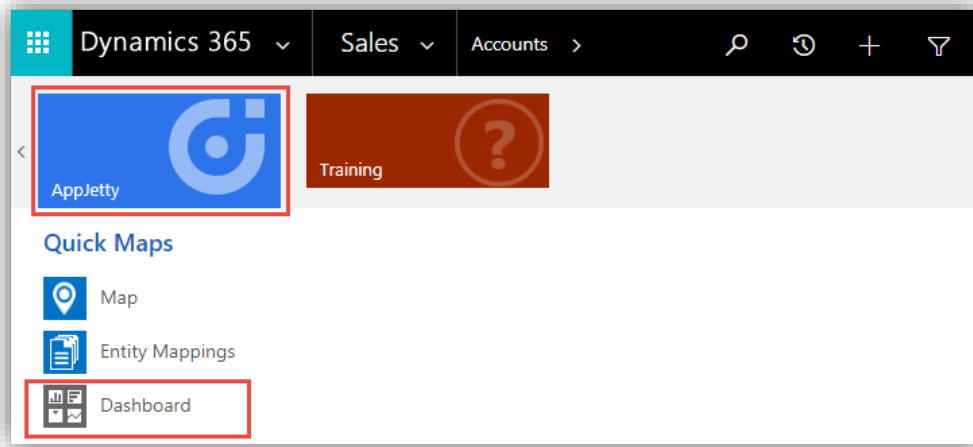 Dynamics 365 Sales Accounts
AppJetty
Training
Quick Maps
Map
Entity Mappings
Dashboard